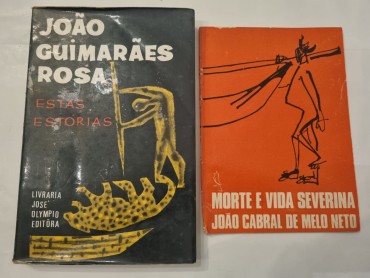 JOÃO
GUIMARÃES
ROSA
ESTAS
ESTÓRIAS
LIVRARIA
JOSÉ
OLYMPIO
EDITÔRA
MORTE E VIDA SEVERINA
JOÃO CABRAL DE MELO NETO